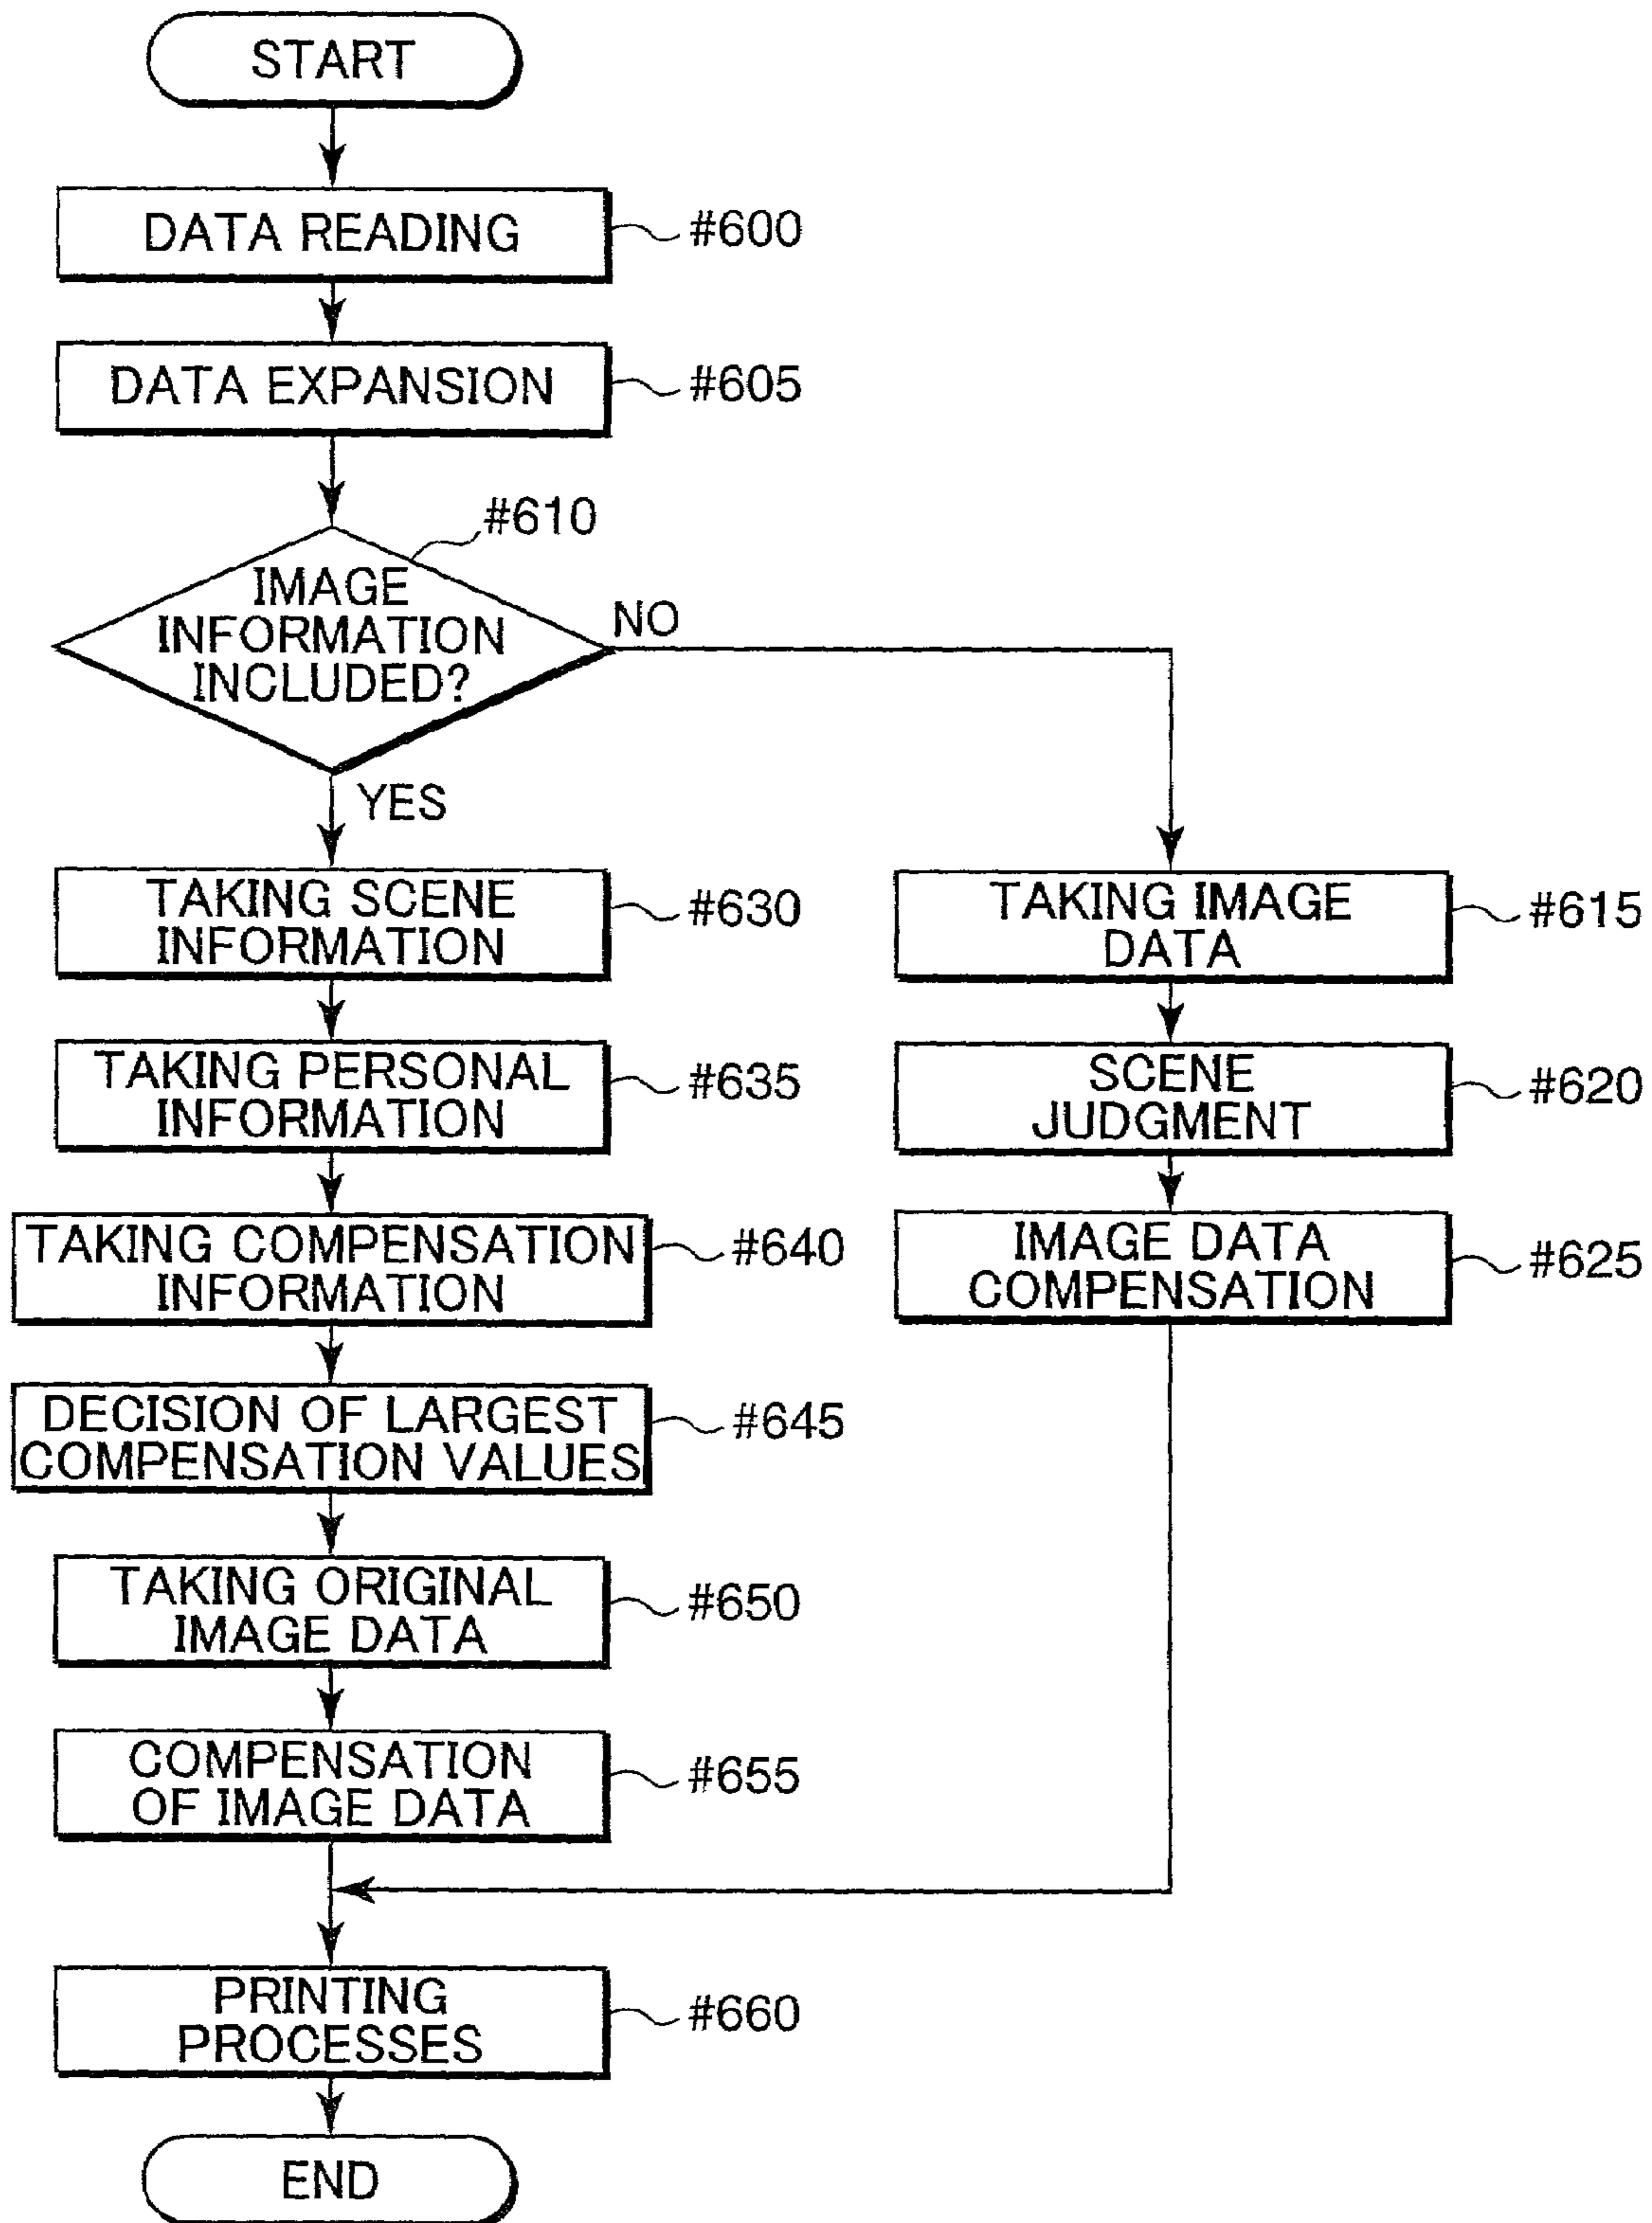 START
DATA READING
#600
DATA EXPANSION
#605
#610
IMAGE
INFORMATION
INCLUDED?
NO
YES
TAKING SCENE
INFORMATION
#630
TAKING PERSONAL
INFORMATION
#635
TAKING COMPENSATION
INFORMATION
#640
DECISION OF LARGEST
COMPENSATION VALUES
#645
TAKING ORIGINAL
IMAGE DATA
#650
COMPENSATION
OF IMAGE DATA
#655
TAKING IMAGE
DATA
#615
SCENE
JUDGMENT
#620
IMAGE DATA
COMPENSATION
#625
PRINTING
PROCESSES
#660
END